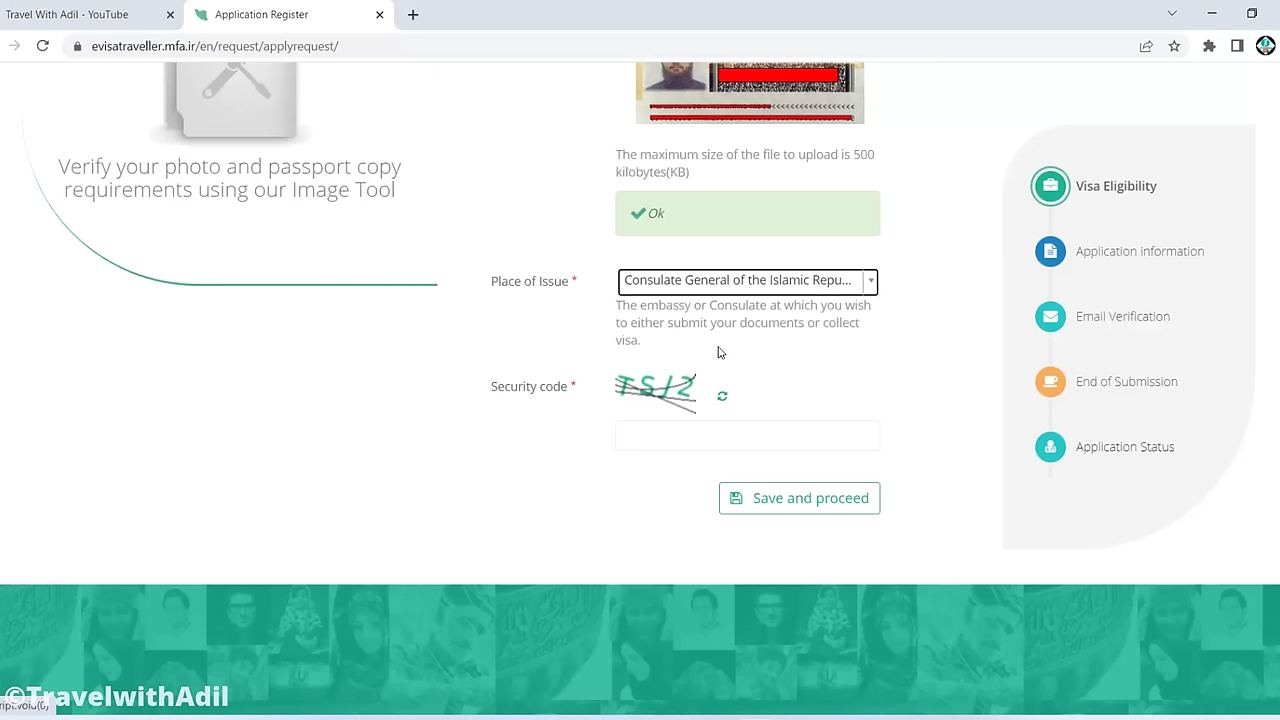 Travel With Adil - YouTube
Application Register
evisatraveller.mfa.ir/en/request/applyrequest/
Verify your photo and passport copy
requirements using our Image Tool
The maximum size of the file to upload is 500
kilobytes(KB)
Ok
Place of Issue *
Consulate General of the Islamic Repu...
The embassy or Consulate at which you wish
to either submit your documents or collect
visa.
Security code *
Save and proceed
Visa Eligibility
Application information
Email Verification
End of Submission
Application Status
©TravelwithAdil
ript:void(0)